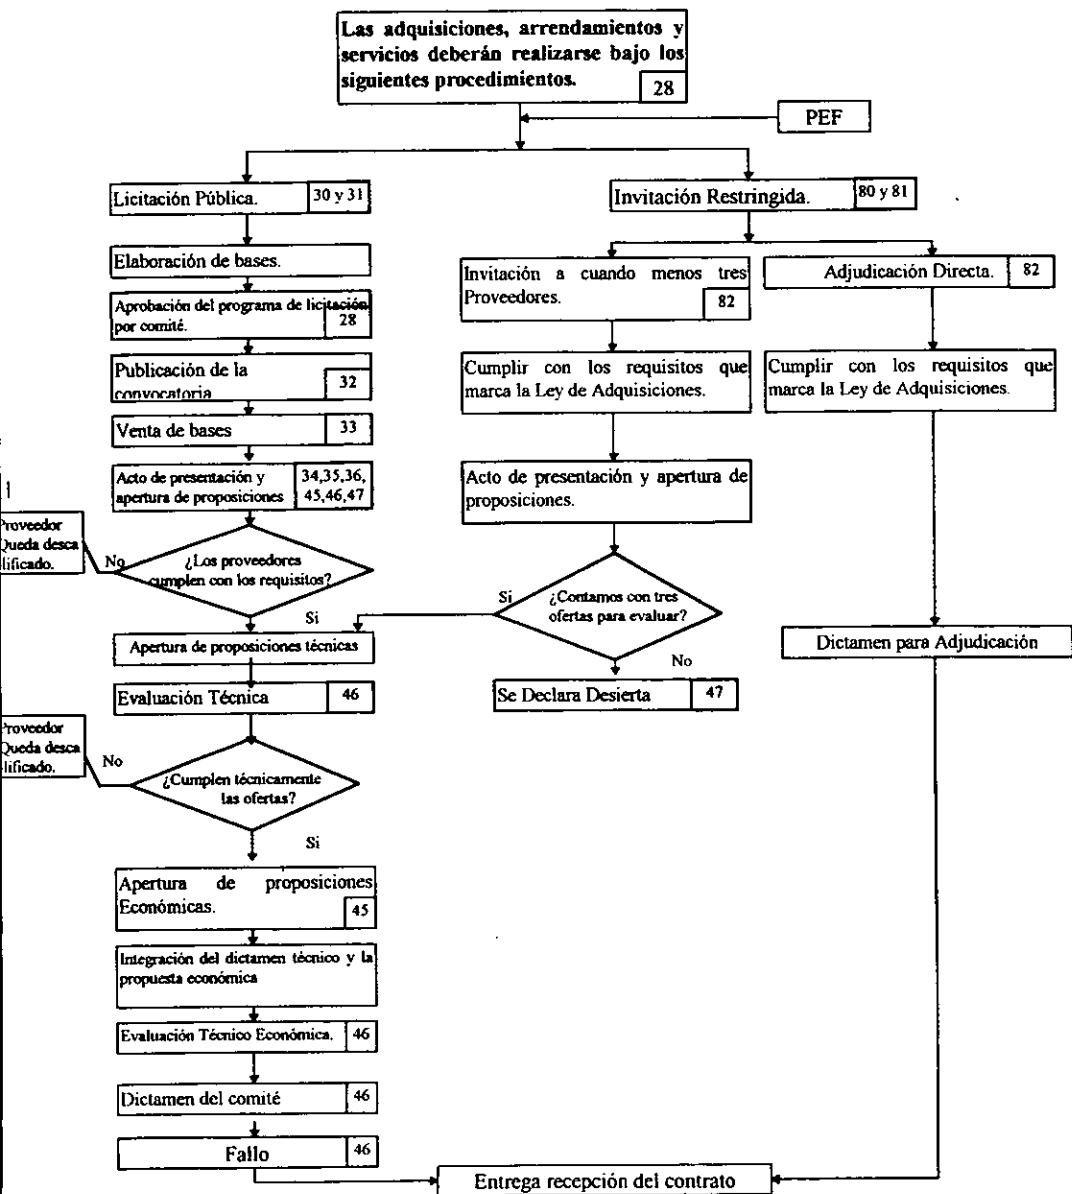 Las adquisiciones, arrendamientos y
servicios deberán realizarse bajo los
siguientes procedimientos.
28
PEF
Licitación Pública.
30 y 31
Invitación Restringida.
80 y 81
Elaboración de bases.
Aprobación del programa de licitación
por comité.
28
Publicación de la
convocatoria
32
Venta de bases
33
Acto de presentación y
apertura de proposiciones
34,35,36,
45,46,47
Invitación a cuando menos tres
Proveedores.
82
Adjudicación Directa.
82
Cumplir con los requisitos que
marca la Ley de Adquisiciones.
Cumplir con los requisitos que
marca la Ley de Adquisiciones.
Acto de presentación y apertura de
proposiciones.
1
Proveedor
Queda desca
lificado.
No
¿Los proveedores
cumplen con los requisitos?
Si
Si
¿Contamos con tres
ofertas para evaluar?
No
Apertura de proposiciones técnicas
Dictamen para Adjudicación
Evaluación Técnica
46
Se Declara Desierta
47
Proveedor
Queda desca
lificado.
No
¿Cumplen técnicamente
las ofertas?
Si
Apertura de proposiciones
Económicas.
45
Integración del dictamen técnico y la
propuesta económica
Evaluación Técnico Económica.
46
Dictamen del comité
46
Fallo
46
Entrega recepción del contrato